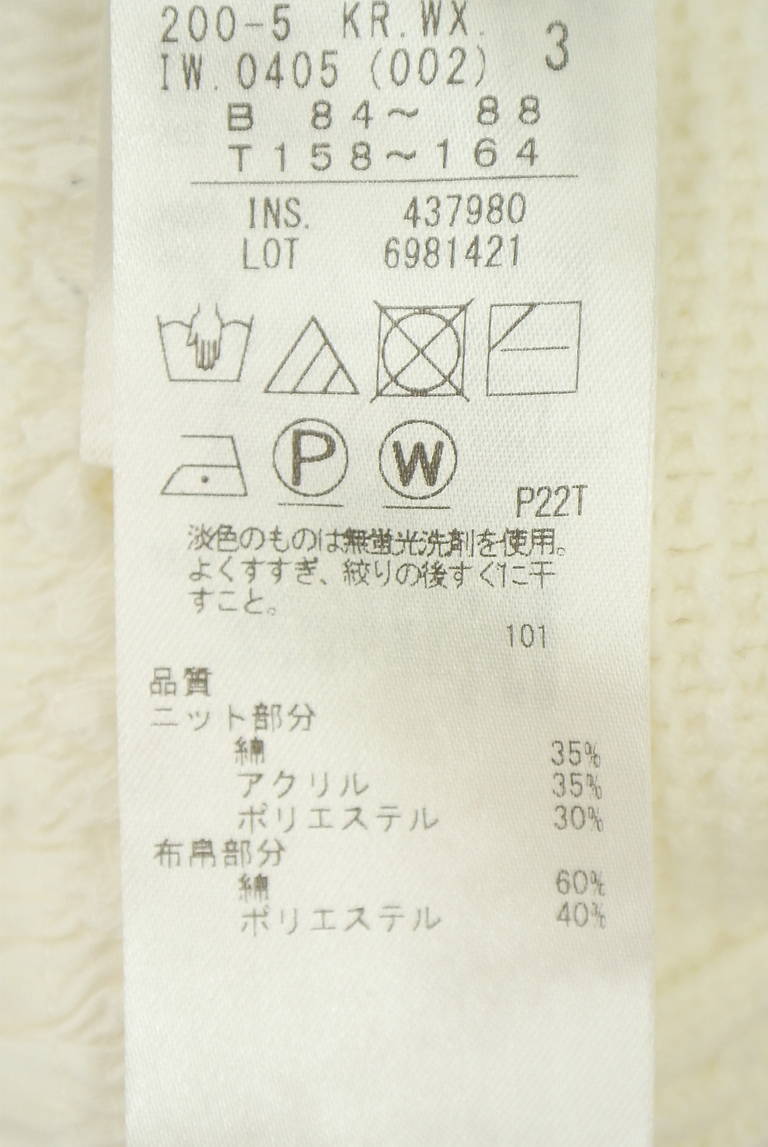 200-5 KR.WX. 3
IW.0405 (002)
B 84～ 88
T158～164
INS. 437980
LOT 6981421
P W
P22T
淡色のものは無蛍光洗剤を使用。
よくすすぎ、絞りの後すぐに干
すこと。
101
品質
ニット部分
綿 35%
アクリル 35%
ポリエステル 30%
布帛部分
綿 60%
ポリエステル 40%